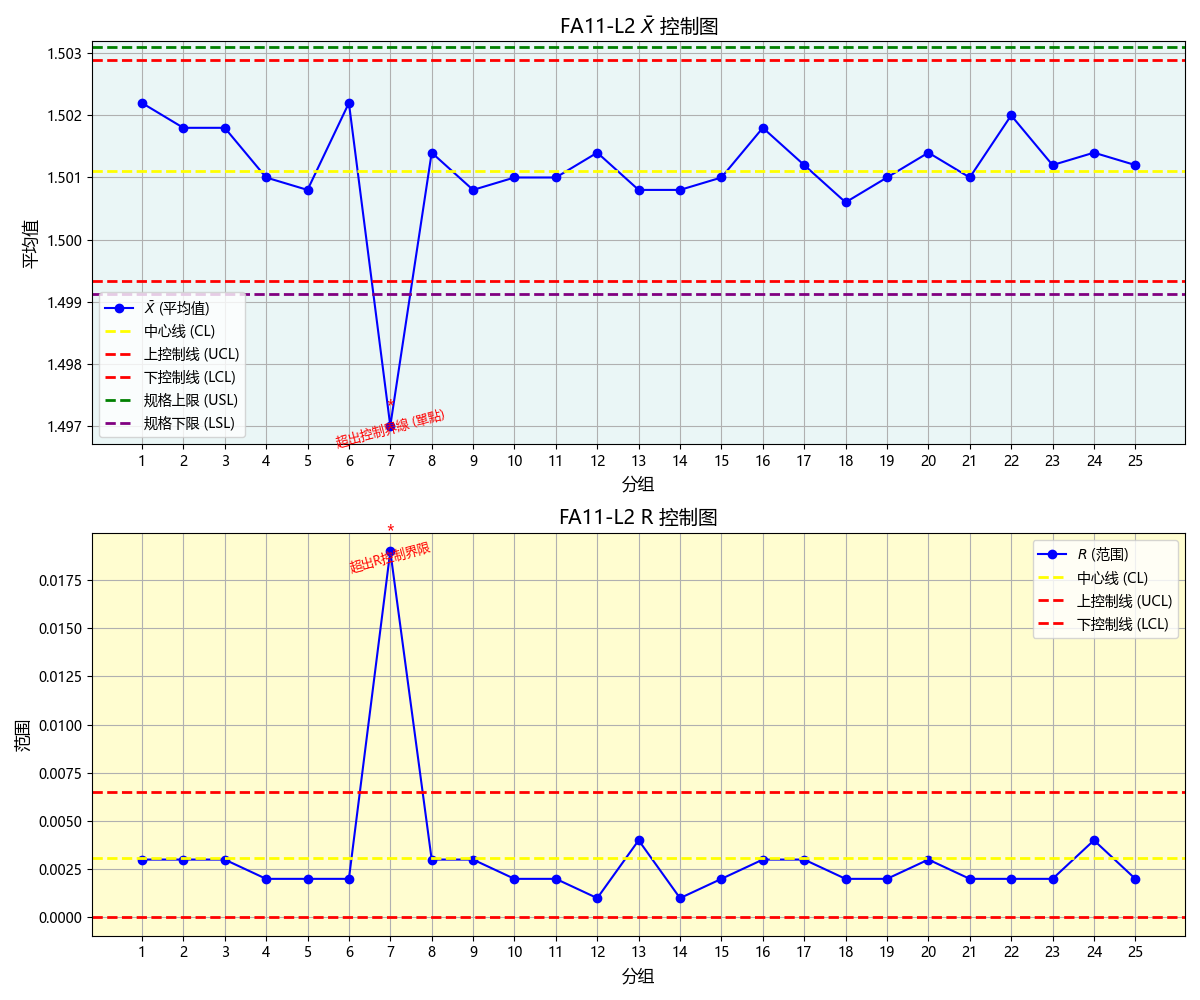 FA11-L2 X̄ 控制图
1.503
1.502
1.501
1.500
1.499
1.498
1.497
平均值
X̄ (平均值)
中心线 (CL)
上控制线 (UCL)
下控制线 (LCL)
规格上限 (USL)
规格下限 (LSL)
*
超出控制界線 (單點)
1 2 3 4 5 6 7 8 9 10 11 12 13 14 15 16 17 18 19 20 21 22 23 24 25
分组
FA11-L2 R 控制图
*
超出R控制界限
0.0175
0.0150
0.0125
0.0100
0.0075
0.0050
0.0025
0.0000
范围
R (范围)
中心线 (CL)
上控制线 (UCL)
下控制线 (LCL)
1 2 3 4 5 6 7 8 9 10 11 12 13 14 15 16 17 18 19 20 21 22 23 24 25
分组